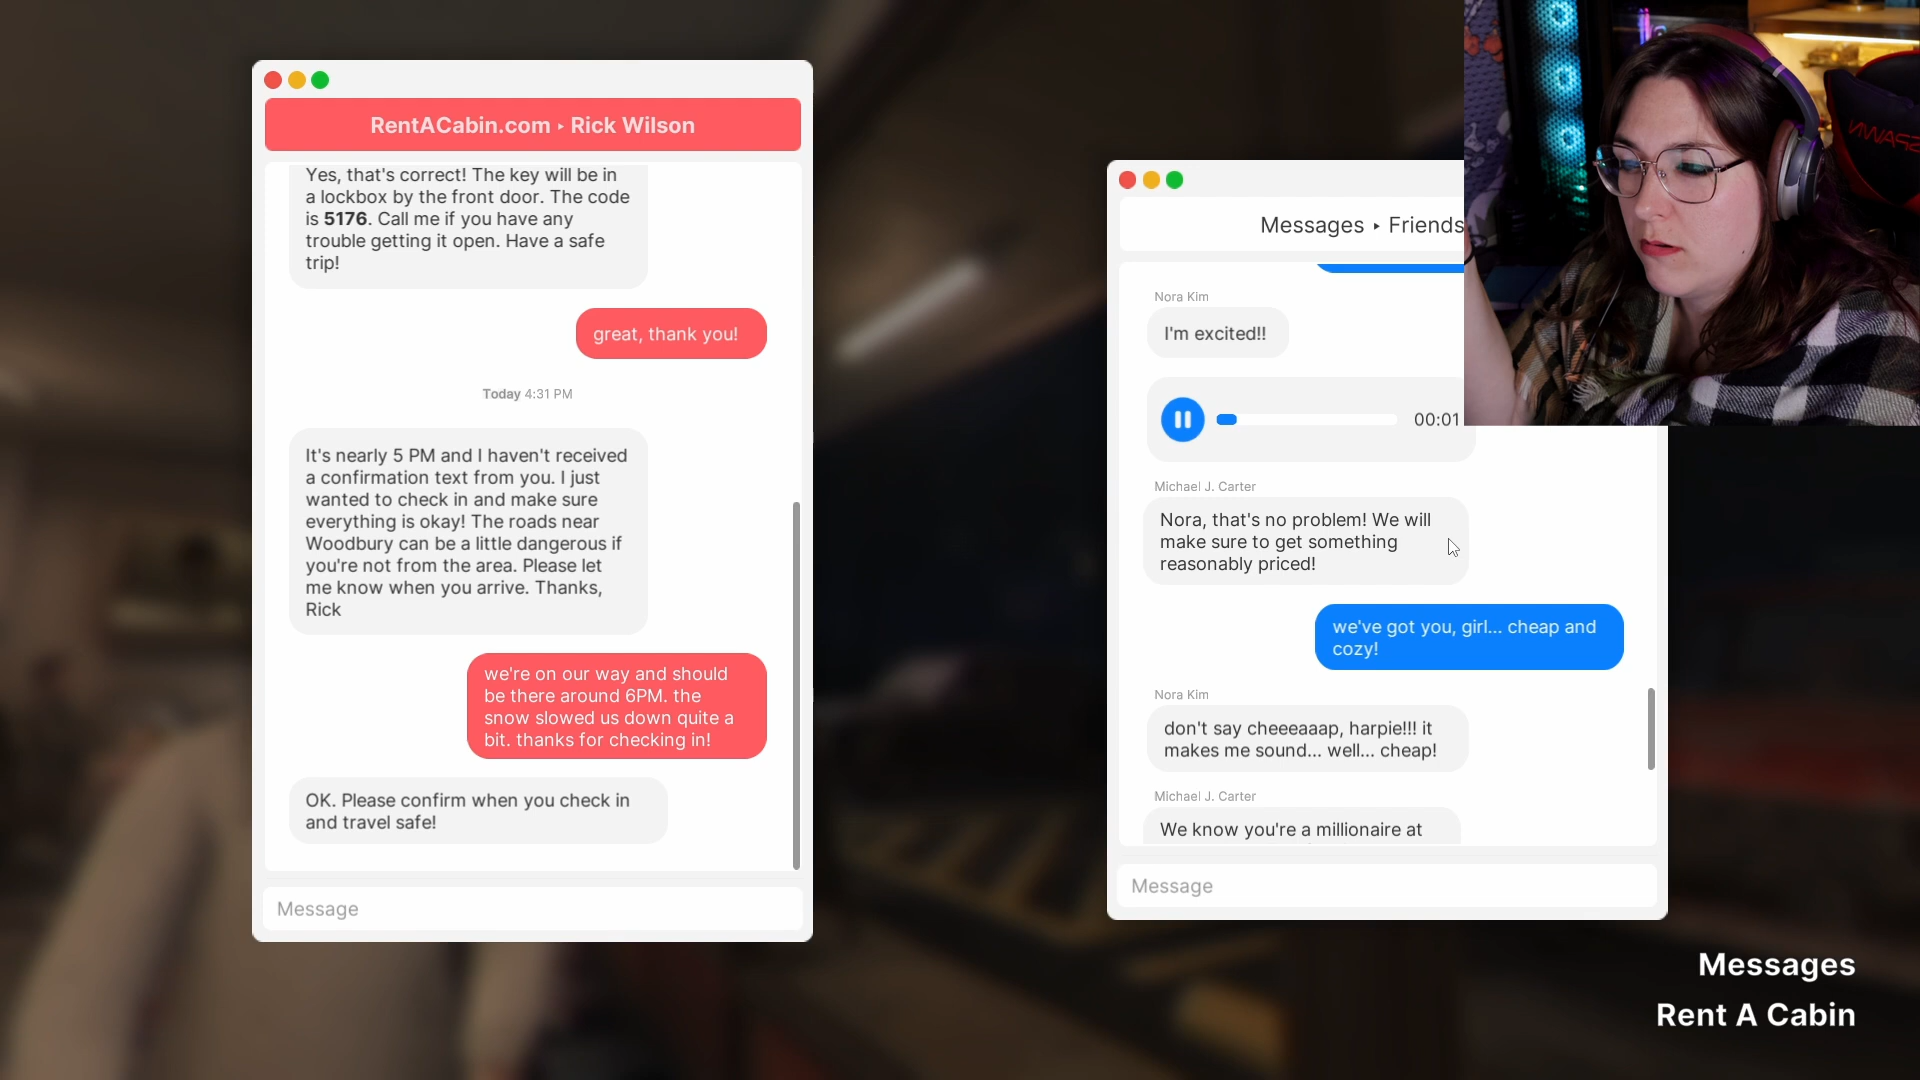 RentACabin.com ▸ Rick Wilson
Yes, that's correct! The key will be in
a lockbox by the front door. The code
is 5176. Call me if you have any
trouble getting it open. Have a safe
trip!
great, thank you!
Today 4:31 PM
It's nearly 5 PM and I haven't received
a confirmation text from you. I just
wanted to check in and make sure
everything is okay! The roads near
Woodbury can be a little dangerous if
you're not from the area. Please let
me know when you arrive. Thanks,
Rick
we're on our way and should
be there around 6PM. the
snow slowed us down quite a
bit. thanks for checking in!
OK. Please confirm when you check in
and travel safe!
Message
Messages ▸ Friends
Nora Kim
I'm excited!!
00:01
Michael J. Carter
Nora, that's no problem! We will
make sure to get something
reasonably priced!
we've got you, girl... cheap and
cozy!
Nora Kim
don't say cheeeaaap, harpie!!! it
makes me sound... well... cheap!
Michael J. Carter
We know you're a millionaire at
Message
Messages
Rent A Cabin